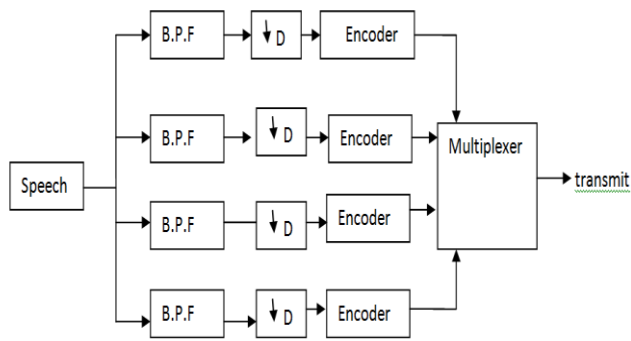 B.P.F
↓ D
Encoder
B.P.F
↓ D
Encoder
Multiplexer
Speech
transmit
B.P.F
↓ D
Encoder
B.P.F
↓ D
Encoder